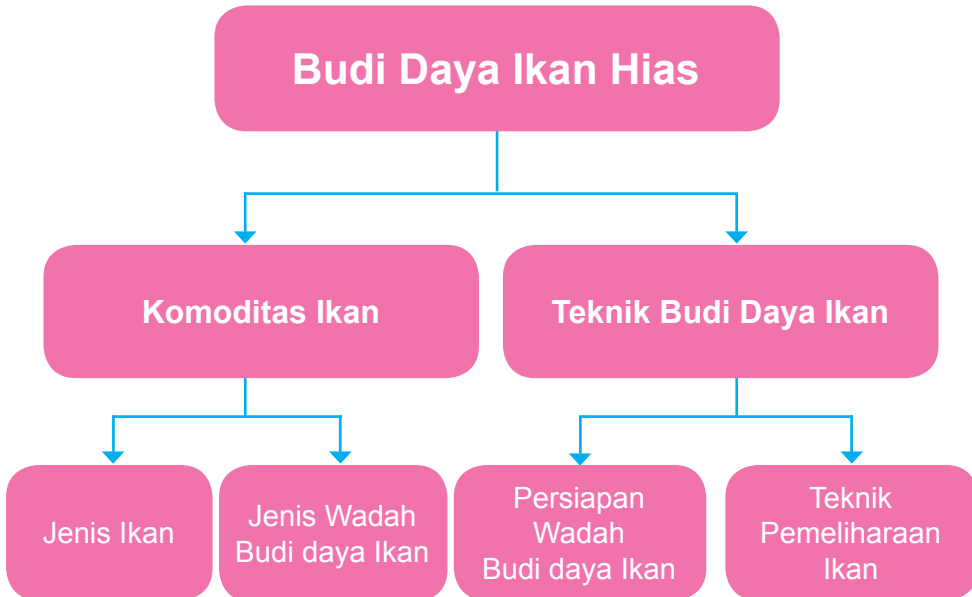 Budi Daya Ikan Hias
Komoditas Ikan
Teknik Budi Daya Ikan
Jenis Ikan
Jenis Wadah
Budi daya Ikan
Persiapan
Wadah
Budi daya Ikan
Teknik
Pemeliharaan
Ikan